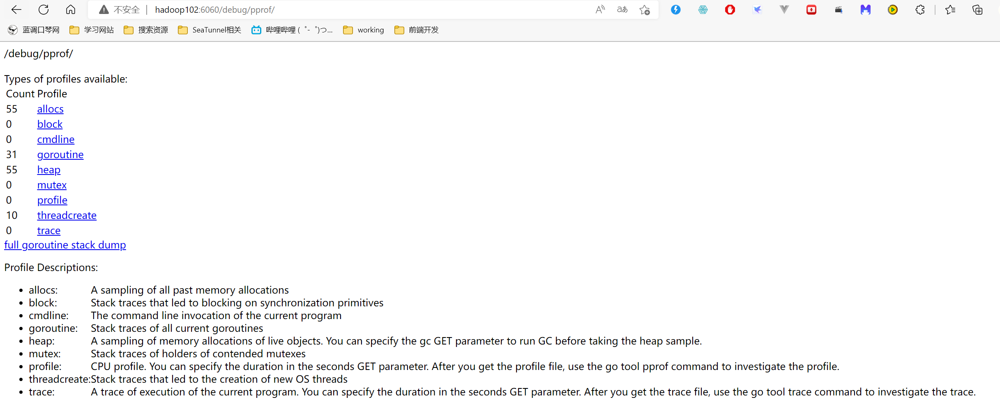 不安全 | hadoop102:6060/debug/pprof/
蓝调口琴网 学习网站 搜索资源 SeaTunnel相关 哔哩哔哩 ( ゜- ゜)つ... working 前端开发
/debug/pprof/
Types of profiles available:
Count Profile
55 allocs
0 block
0 cmdline
31 goroutine
55 heap
0 mutex
0 profile
10 threadcreate
0 trace
full goroutine stack dump
Profile Descriptions:
• allocs: A sampling of all past memory allocations
• block: Stack traces that led to blocking on synchronization primitives
• cmdline: The command line invocation of the current program
• goroutine: Stack traces of all current goroutines
• heap: A sampling of memory allocations of live objects. You can specify the gc GET parameter to run GC before taking the heap sample.
• mutex: Stack traces of holders of contended mutexes
• profile: CPU profile. You can specify the duration in the seconds GET parameter. After you get the profile file, use the go tool pprof command to investigate the profile.
• threadcreate: Stack traces that led to the creation of new OS threads
• trace: A trace of execution of the current program. You can specify the duration in the seconds GET parameter. After you get the trace file, use the go tool trace command to investigate the trace.